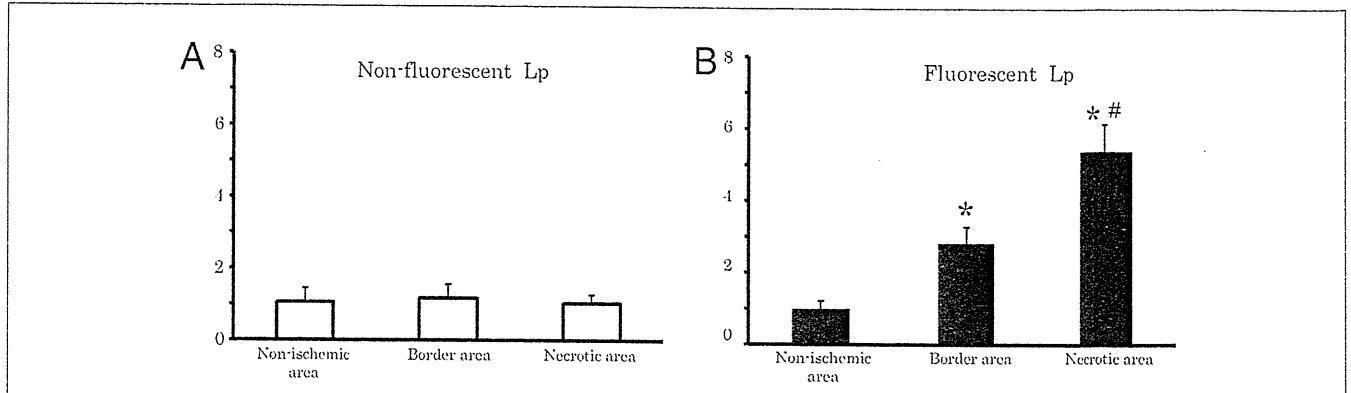 A
Non-fluorescent Lp
8
6
4
2
0
Non-ischemic
area
Border area
Necrotic area
B
Fluorescent Lp
8
6
4
2
0
*
* #
Non-ischemic
area
Border area
Necrotic area